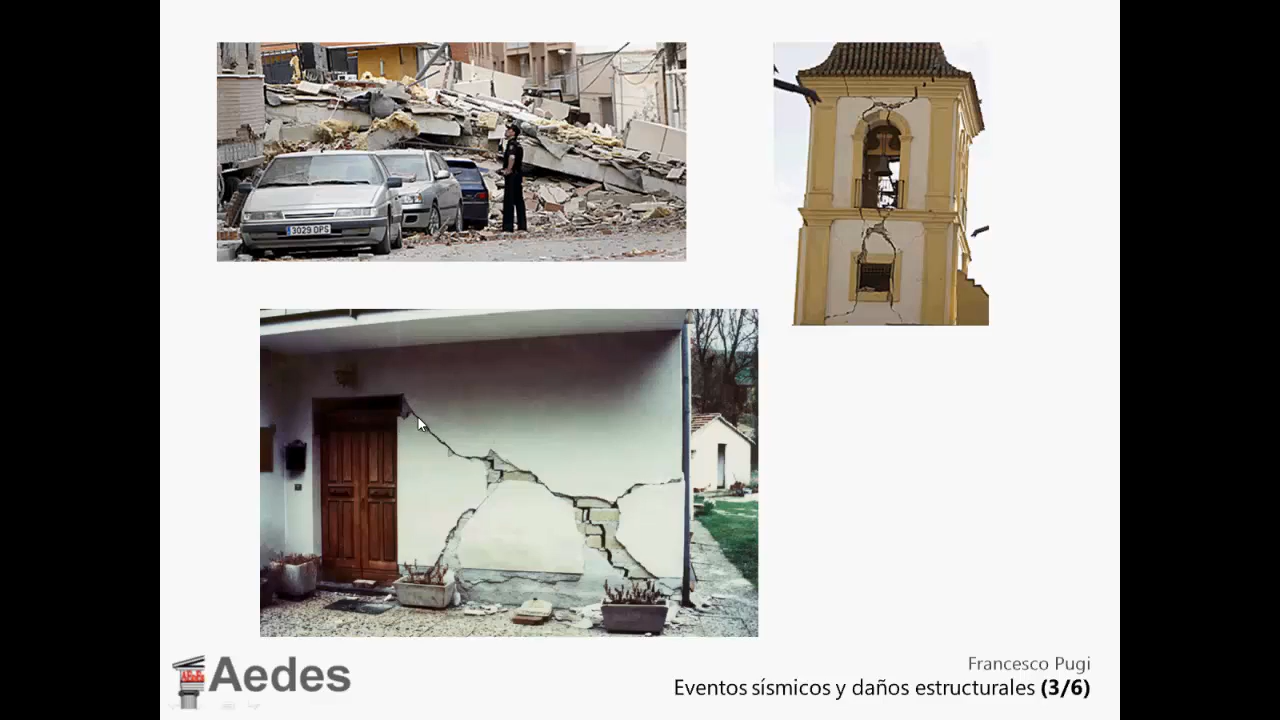 3029 OPS
Aedes
Francesco Pugi
Eventos sísmicos y daños estructurales (3/6)